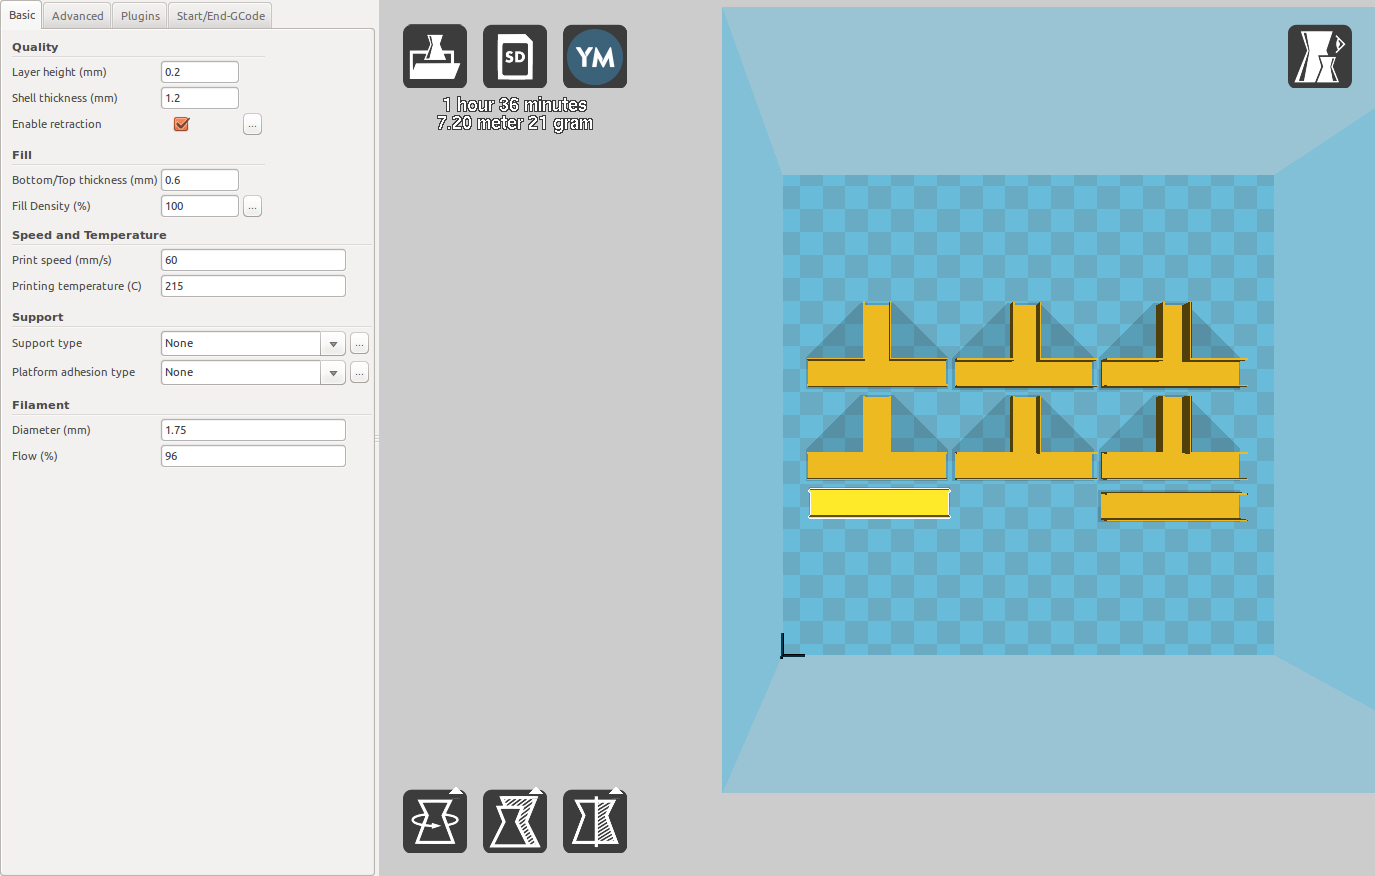 Basic Advanced Plugins Start/End-GCode
Quality
Layer height (mm) 0.2
Shell thickness (mm) 1.2
Enable retraction ...
Fill
Bottom/Top thickness (mm) 0.6
Fill Density (%) 100 ...
Speed and Temperature
Print speed (mm/s) 60
Printing temperature (C) 215
Support
Support type None ...
Platform adhesion type None ...
Filament
Diameter (mm) 1.75
Flow (%) 96
SD YM
1 hour 36 minutes
7.20 meter 21 gram